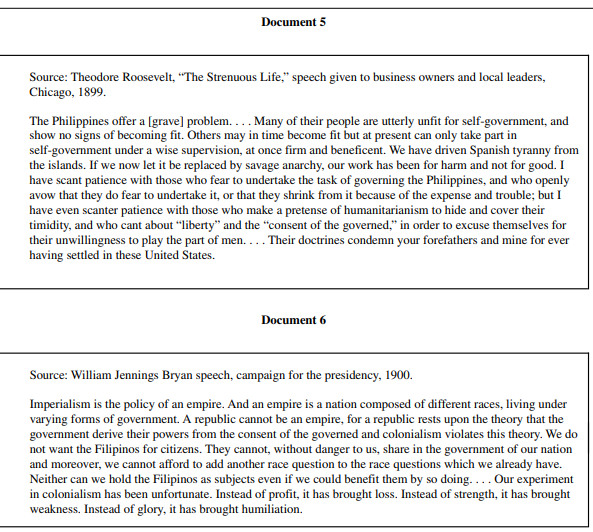 Document 5
Source: Theodore Roosevelt, “The Strenuous Life,” speech given to business owners and local leaders,
Chicago, 1899.
The Philippines offer a [grave] problem. . . . Many of their people are utterly unfit for self-government, and
show no signs of becoming fit. Others may in time become fit but at present can only take part in
self-government under a wise supervision, at once firm and beneficent. We have driven Spanish tyranny from
the islands. If we now let it be replaced by savage anarchy, our work has been for harm and not for good. I
have scant patience with those who fear to undertake the task of governing the Philippines, and who openly
avow that they do fear to undertake it, or that they shrink from it because of the expense and trouble; but I
have even scanter patience with those who make a pretense of humanitarianism to hide and cover their
timidity, and who cant about “liberty” and the “consent of the governed,” in order to excuse themselves for
their unwillingness to play the part of men. . . . Their doctrines condemn your forefathers and mine for ever
having settled in these United States.
Document 6
Source: William Jennings Bryan speech, campaign for the presidency, 1900.
Imperialism is the policy of an empire. And an empire is a nation composed of different races, living under
varying forms of government. A republic cannot be an empire, for a republic rests upon the theory that the
government derive their powers from the consent of the governed and colonialism violates this theory. We do
not want the Filipinos for citizens. They cannot, without danger to us, share in the government of our nation
and moreover, we cannot afford to add another race question to the race questions which we already have.
Neither can we hold the Filipinos as subjects even if we could benefit them by so doing. . . . Our experiment
in colonialism has been unfortunate. Instead of profit, it has brought loss. Instead of strength, it has brought
weakness. Instead of glory, it has brought humiliation.